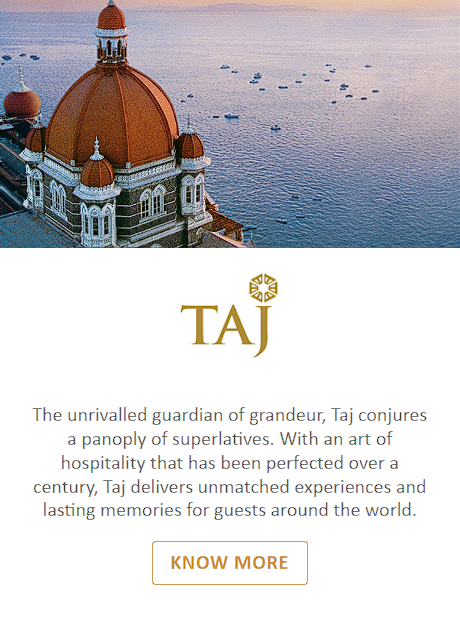 TAJ
The unrivalled guardian of grandeur, Taj conjures
a panoply of superlatives. With an art of
hospitality that has been perfected over a
century, Taj delivers unmatched experiences and
lasting memories for guests around the world.
KNOW MORE